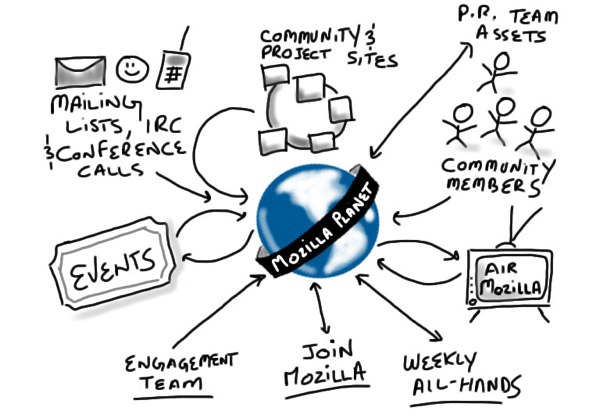 MAILING
LISTS, IRC
& CONFERENCE
CALLS
#
COMMUNITY &
PROJECT SITES
P.R. TEAM
ASSETS
COMMUNITY
MEMBERS
MOZILLA PLANET
EVENTS
AIR
MOZILLA
ENGAGEMENT
TEAM
JOIN
MOZILLA
WEEKLY
All-HANDS